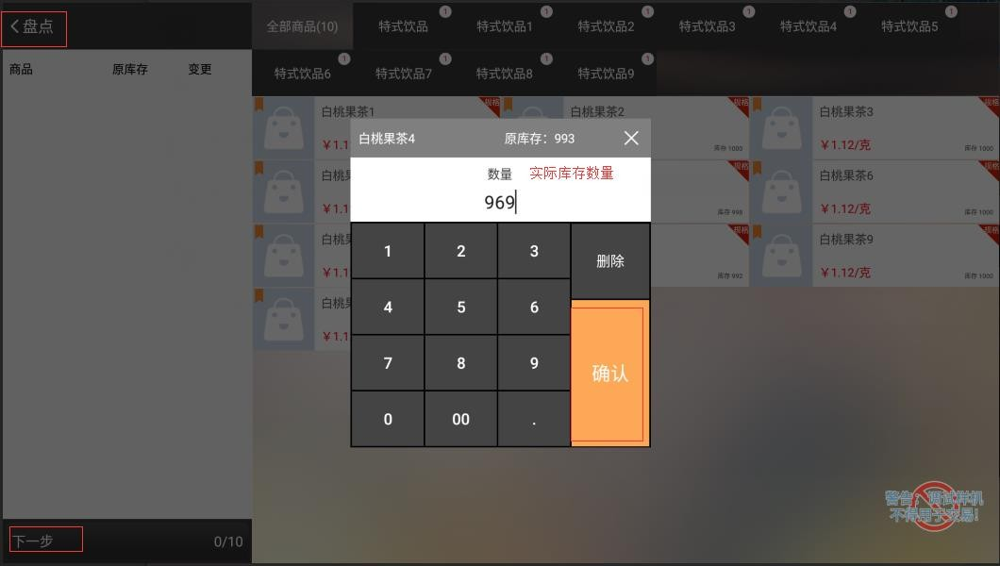 盘点
全部商品(10)
特式饮品 1
特式饮品1 1
特式饮品2 1
特式饮品3 1
特式饮品4 1
特式饮品5 1
特式饮品6 1
特式饮品7 1
特式饮品8 1
特式饮品9 1
商品 原库存 变更
白桃果茶1
规格
¥1.1
白桃果茶2
规格
库存 1000
白桃果茶3
规格
¥1.12/克
库存 1000
白桃
¥1.1
规格
库存 998
白桃果茶6
规格
¥1.12/克
库存 1000
白桃
¥1.1
规格
库存 992
白桃果茶9
规格
¥1.12/克
库存 1000
白桃
¥1.1
白桃果茶4 原库存：993
数量 实际库存数量
969
1 2 3 删除
4 5 6
7 8 9 确认
0 00 .
下一步 0/10
警告：调试样机
不得用于交易！